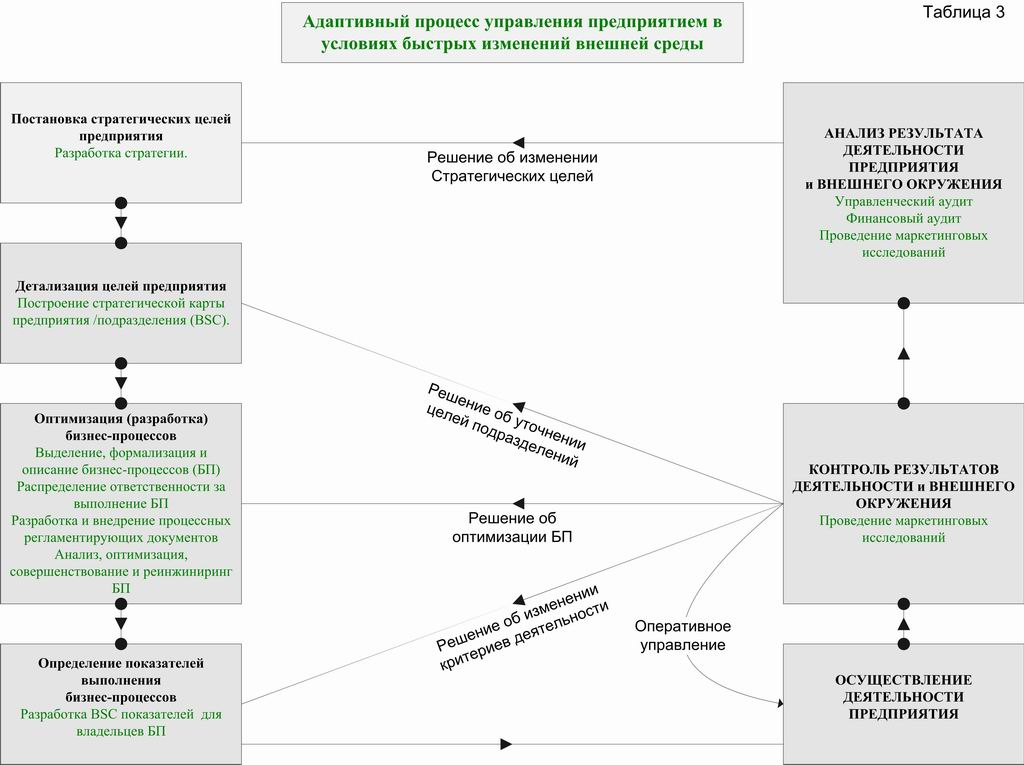 Таблица 3
Адаптивный процесс управления предприятием в
условиях быстрых изменений внешней среды
Постановка стратегических целей
предприятия
Разработка стратегии.
Решение об изменении
Стратегических целей
АНАЛИЗ РЕЗУЛЬТАТА
ДЕЯТЕЛЬНОСТИ
ПРЕДПРИЯТИЯ
и ВНЕШНЕГО ОКРУЖЕНИЯ
Управленческий аудит
Финансовый аудит
Проведение маркетинговых
исследований
Детализация целей предприятия
Построение стратегической карты
предприятия /подразделения (BSC).
Решение об уточнении
целей подразделений
Оптимизация (разработка)
бизнес-процессов
Выделение, формализация и
описание бизнес-процессов (БП)
Распределение ответственности за
выполнение БП
Разработка и внедрение процессных
регламентирующих документов
Анализ, оптимизация,
совершенствование и реинжиниринг
БП
Решение об
оптимизации БП
КОНТРОЛЬ РЕЗУЛЬТАТОВ
ДЕЯТЕЛЬНОСТИ и ВНЕШНЕГО
ОКРУЖЕНИЯ
Проведение маркетинговых
исследований
Решение об изменении
критериев деятельности
Оперативное
управление
Определение показателей
выполнения
бизнес-процессов
Разработка BSC показателей для
владельцев БП
ОСУЩЕСТВЛЕНИЕ
ДЕЯТЕЛЬНОСТИ
ПРЕДПРИЯТИЯ